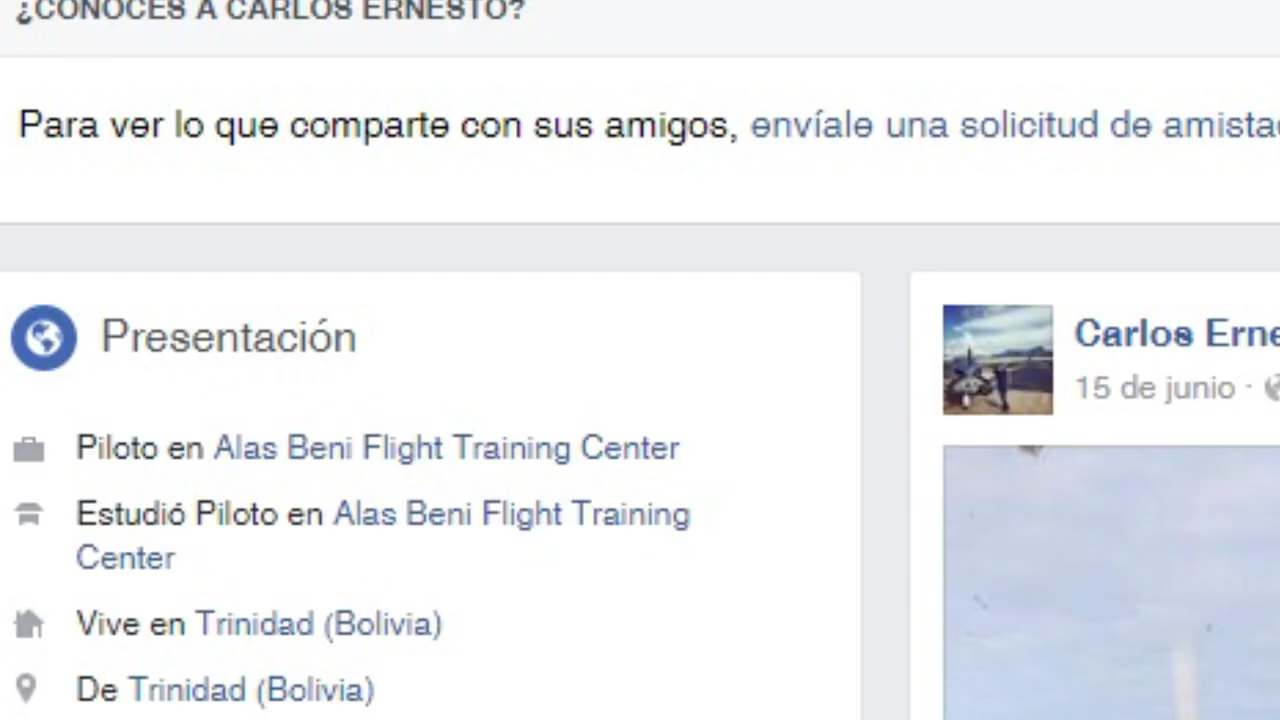 ¿CONOCES A CARLOS ERNESTO?
Para ver lo que comparte con sus amigos, envíale una solicitud de amista
Presentación
Piloto en Alas Beni Flight Training Center
Estudió Piloto en Alas Beni Flight Training
Center
Vive en Trinidad (Bolivia)
De Trinidad (Bolivia)
Carlos Erne
15 de junio ·